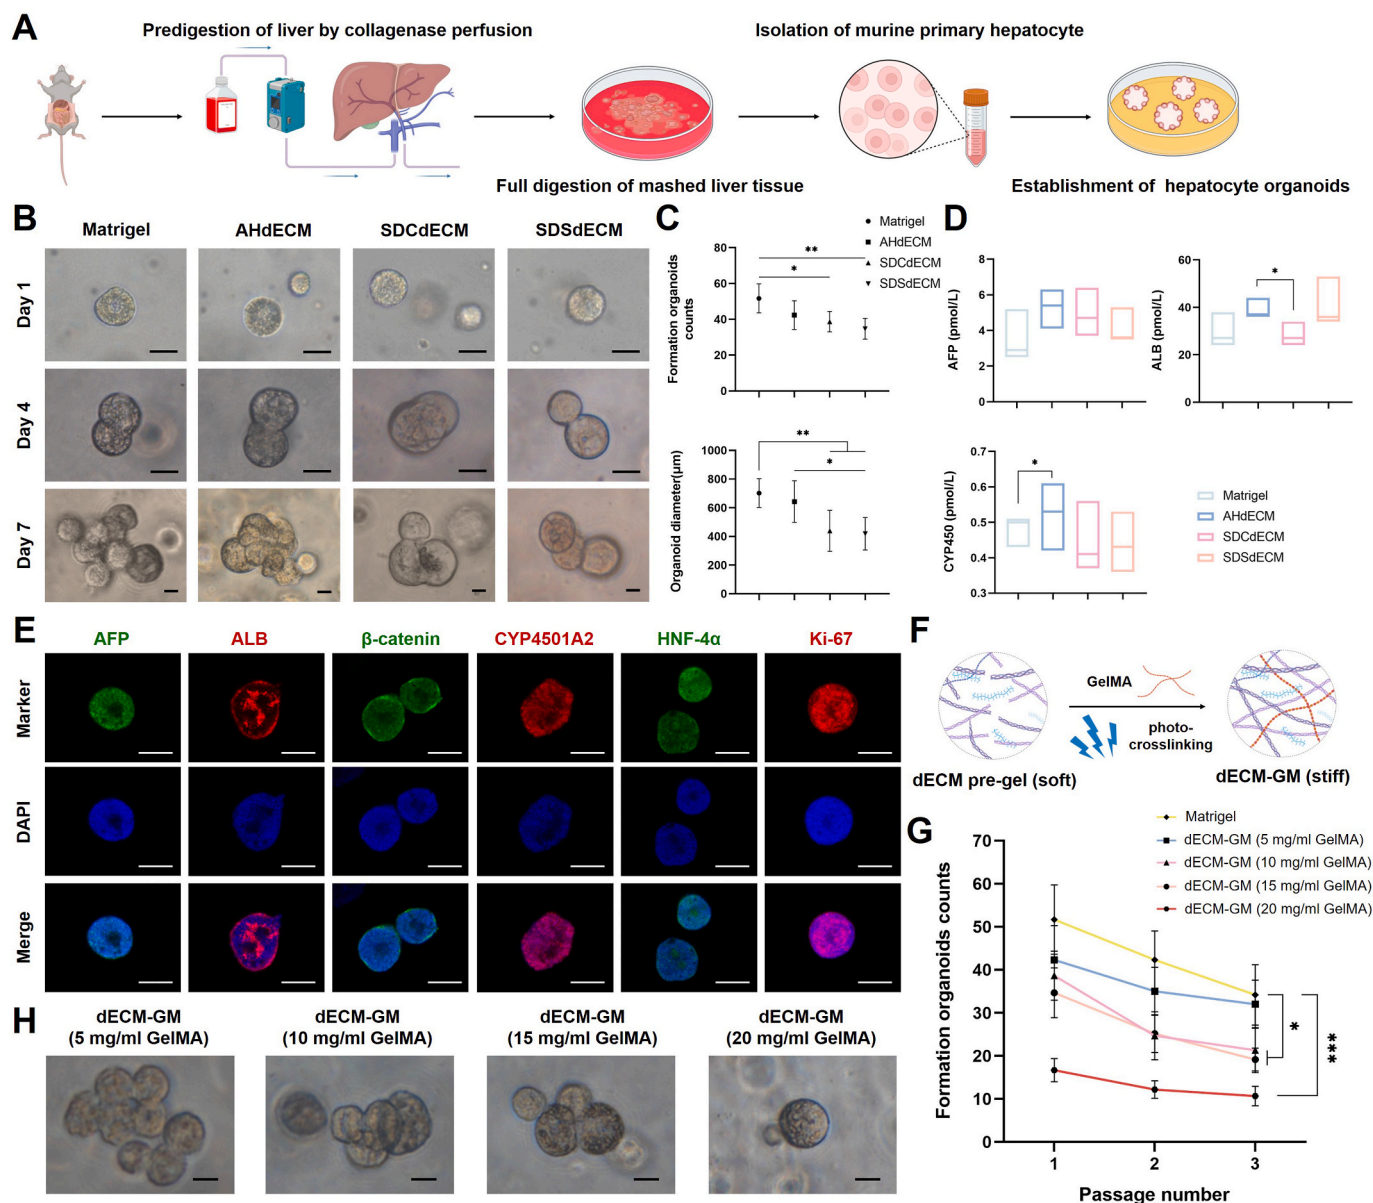 A
Predigestion of liver by collagenase perfusion
Isolation of murine primary hepatocyte
Full digestion of mashed liver tissue
Establishment of hepatocyte organoids
B
Matrigel
AHdECM
SDCdECM
SDSdECM
Day 1
Day 4
Day 7
C
Matrigel
AHdECM
SDCdECM
SDSdECM
Formation organoids
counts
80
60
40
20
0
**
*
Organoid diameter(μm)
1000
800
600
400
200
0
**
*
D
AFP (pmol/L)
8
6
4
2
0
ALB (pmol/L)
60
40
20
0
*
CYP450 (pmol/L)
0.7
0.6
0.5
0.4
0.3
*
Matrigel
AHdECM
SDCdECM
SDSdECM
E
AFP
ALB
β-catenin
CYP4501A2
HNF-4α
Ki-67
Marker
DAPI
Merge
F
GelMA
photo-
crosslinking
dECM pre-gel (soft)
dECM-GM (stiff)
G
Matrigel
dECM-GM (5 mg/ml GelMA)
dECM-GM (10 mg/ml GelMA)
dECM-GM (15 mg/ml GelMA)
dECM-GM (20 mg/ml GelMA)
Formation organoids counts
70
60
50
40
30
20
10
0
*
***
1
2
3
Passage number
H
dECM-GM
(5 mg/ml GelMA)
dECM-GM
(10 mg/ml GelMA)
dECM-GM
(15 mg/ml GelMA)
dECM-GM
(20 mg/ml GelMA)